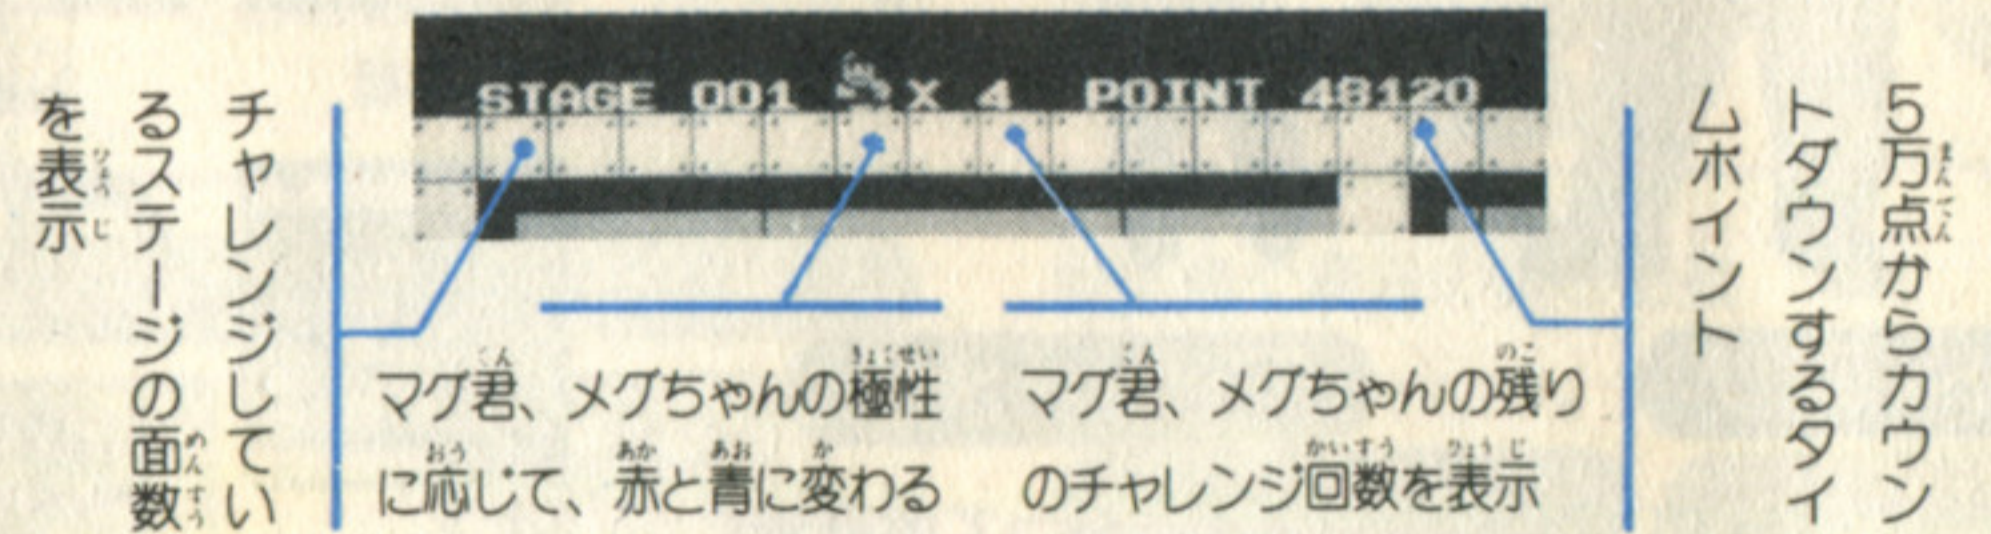 STAGE 001 X 4 POINT 48120
5万点からカウン
トダウンするタイ
ムポイント
マグ君、メグちゃんの残り
のチャレンジ回数を表示
マグ君、メグちゃんの極性
に応じて、赤と青に変わる
チャレンジしてい
るステージの面数
を表示